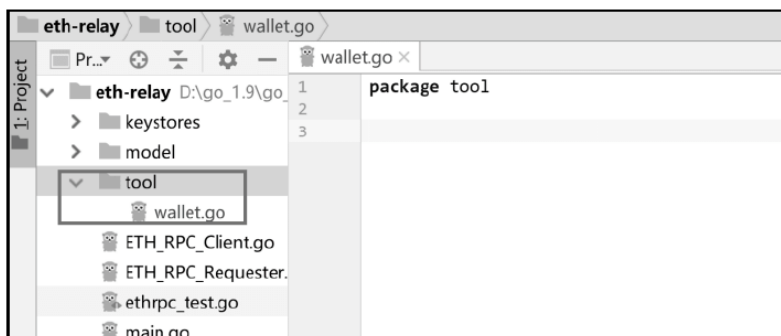 eth-relay tool wallet.go
1: Project
Pr...
wallet.go
eth-relay D:\go_1.9\go_
keystores
model
tool
wallet.go
ETH_RPC_Client.go
ETH_RPC_Requester.
ethrpc_test.go
main.go
1 package tool
2
3